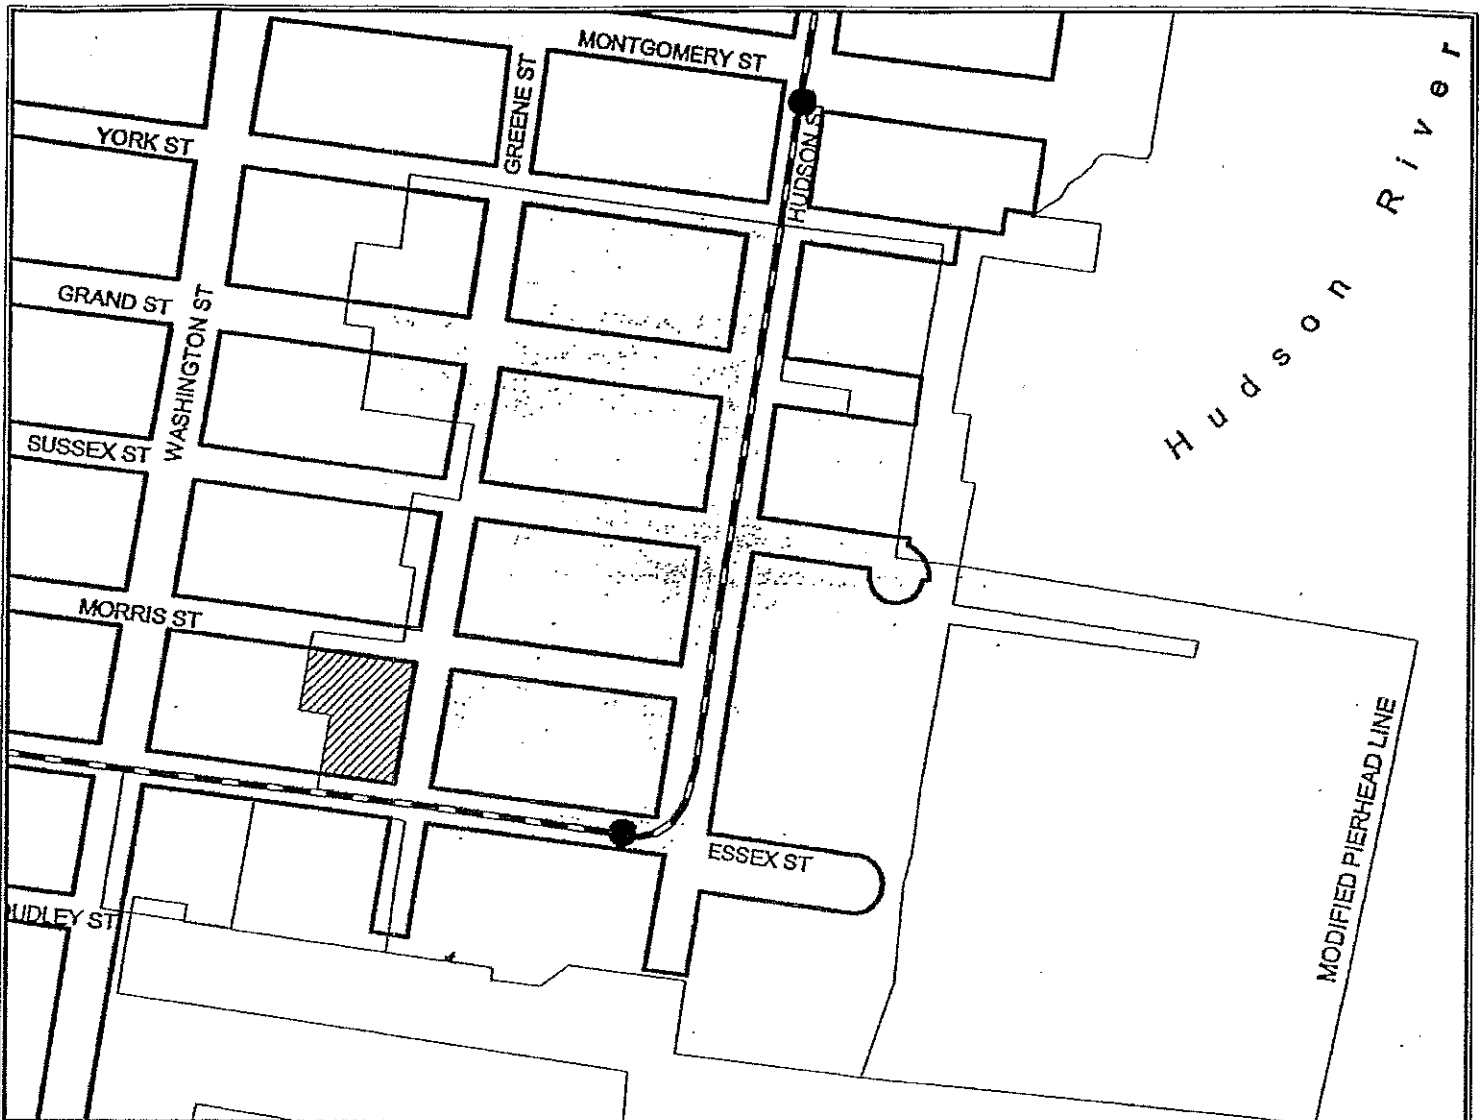 MONTGOMERY ST
GREENE ST
YORK ST
HUDSON S
Hudson River
GRAND ST
WASHINGTON ST
SUSSEX ST
MORRIS ST
MODIFIED PIERHEAD LINE
ESSEX ST
DUDLEY ST